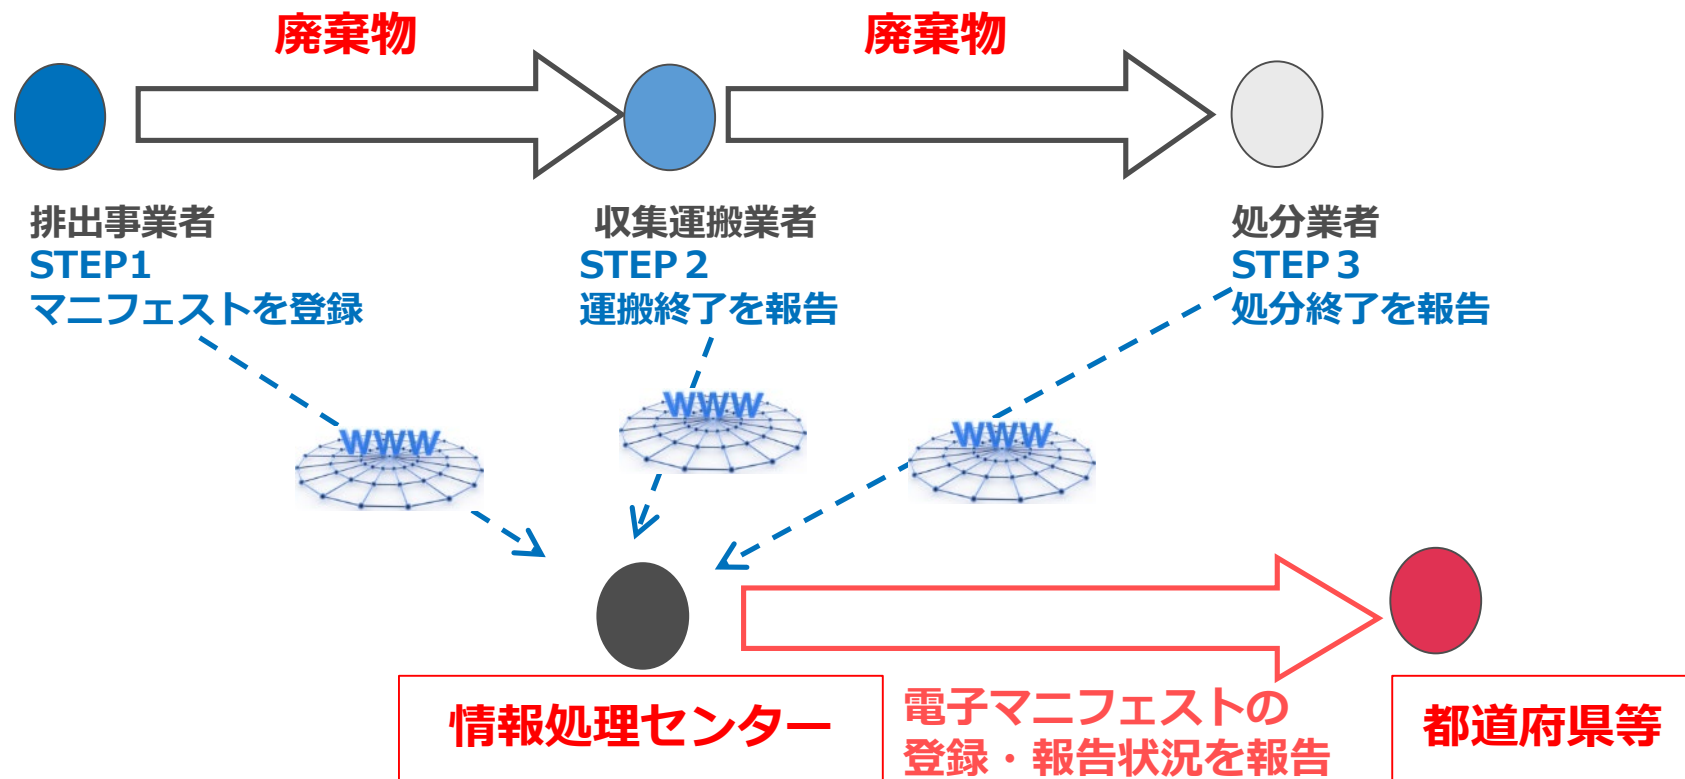 廃棄物
廃棄物
排出事業者
STEP1
マニフェストを登録
収集運搬業者
STEP２
運搬終了を報告
処分業者
STEP３
処分終了を報告
WWW
WWW
WWW
情報処理センター
電子マニフェストの
登録・報告状況を報告
都道府県等